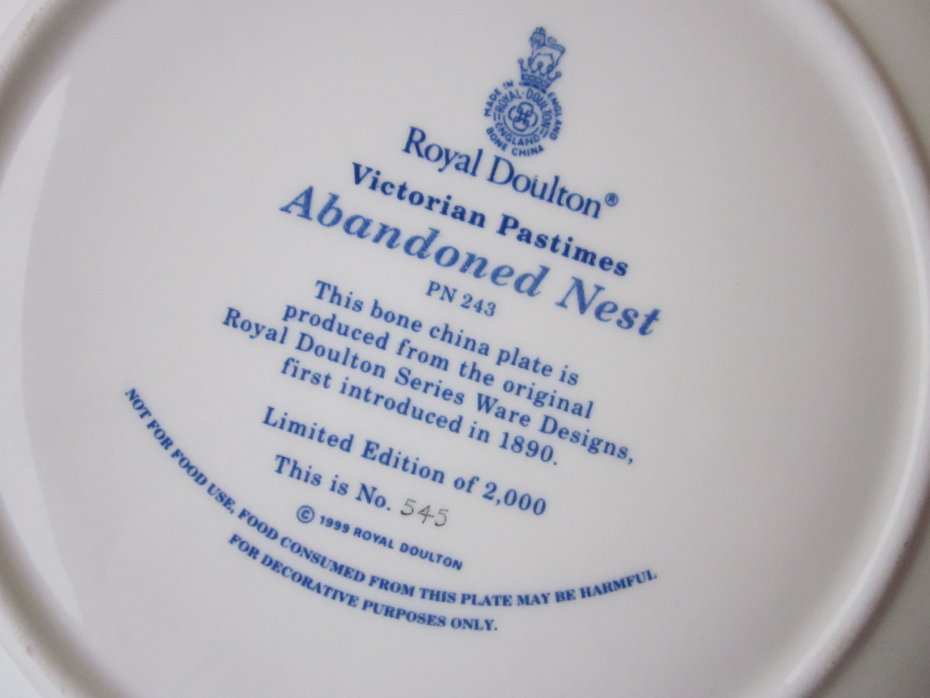 MADE IN ENGLAND
ROYAL · DOULTON
ENGLAND
BONE CHINA
Royal Doulton®
Victorian Pastimes
Abandoned Nest
PN 243
This bone china plate is
produced from the original
Royal Doulton Series Ware Designs,
first introduced in 1890.
Limited Edition of 2,000
This is No. 545
© 1999 ROYAL DOULTON
NOT FOR FOOD USE, FOOD CONSUMED FROM THIS PLATE MAY BE HARMFUL
FOR DECORATIVE PURPOSES ONLY.